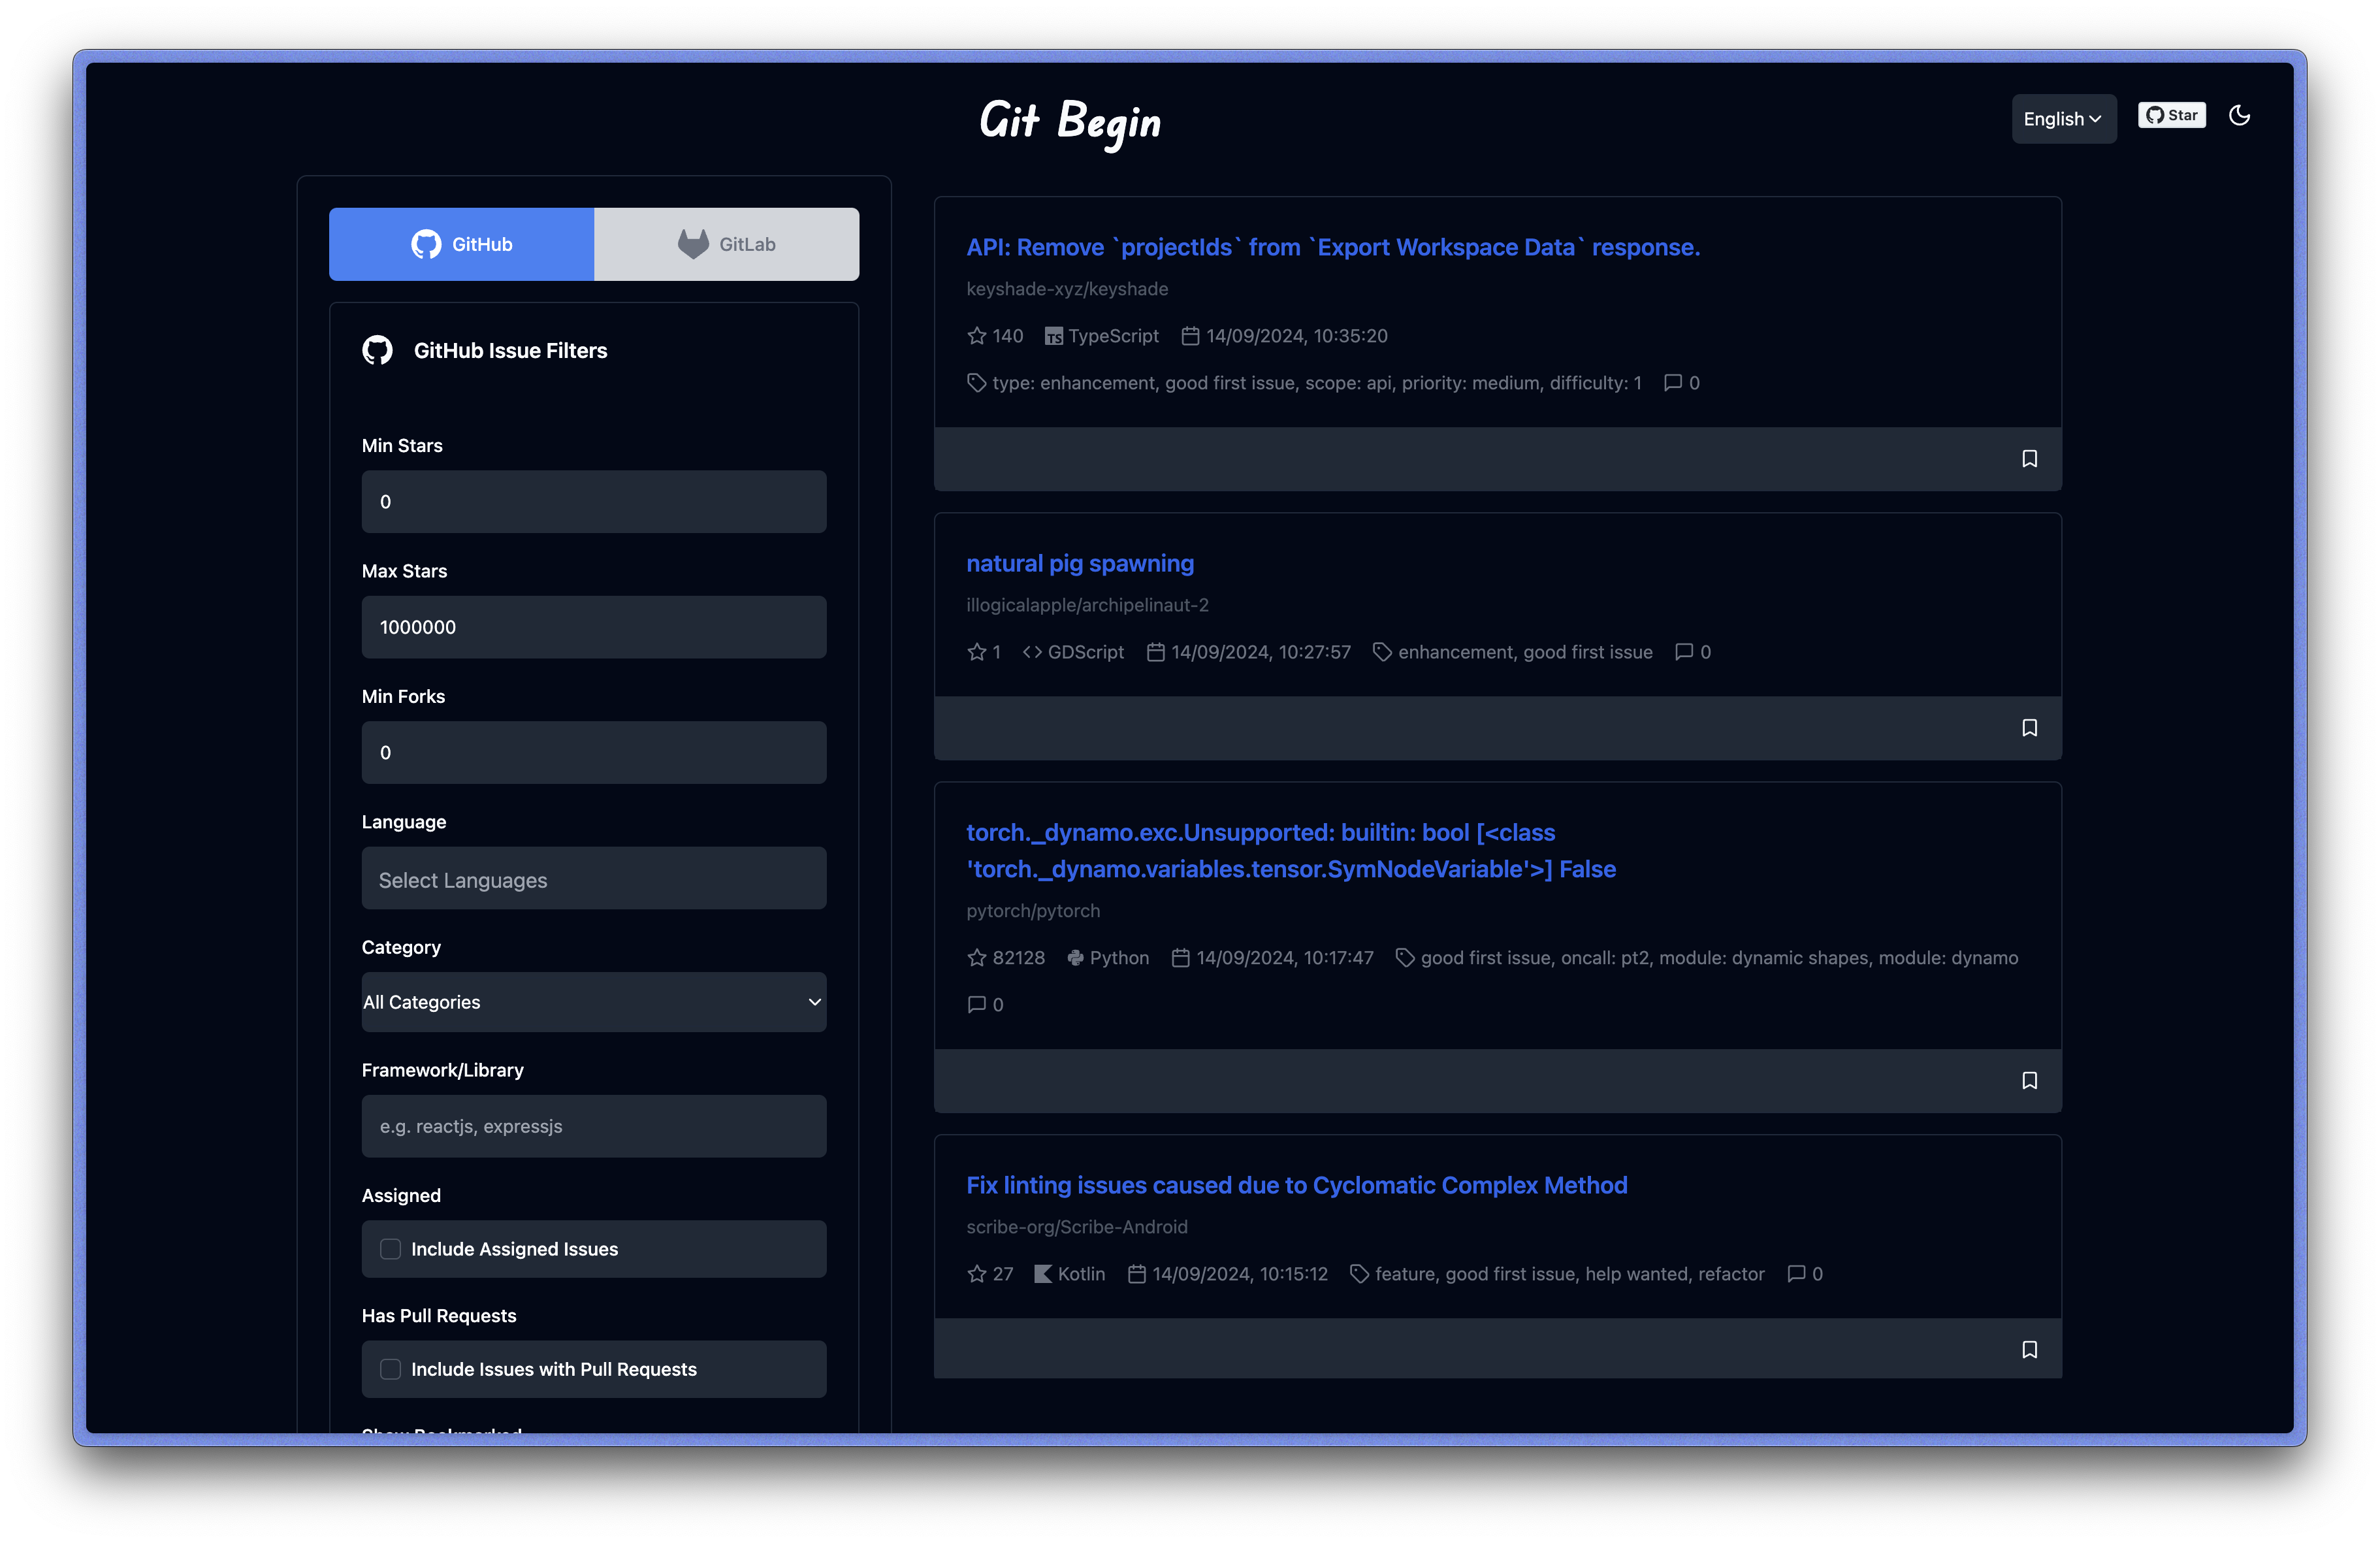 Git Begin
English
Star
GitHub
GitLab
GitHub Issue Filters
Min Stars
0
Max Stars
1000000
Min Forks
0
Language
Select Languages
Category
All Categories
Framework/Library
e.g. reactjs, expressjs
Assigned
Include Assigned Issues
Has Pull Requests
Include Issues with Pull Requests
Show Bookmarked
API: Remove `projectIds` from `Export Workspace Data` response.
keyshade-xyz/keyshade
140 TS TypeScript 14/09/2024, 10:35:20
type: enhancement, good first issue, scope: api, priority: medium, difficulty: 1 0
natural pig spawning
illogicalapple/archipelinaut-2
1 <> GDScript 14/09/2024, 10:27:57 enhancement, good first issue 0
torch._dynamo.exc.Unsupported: builtin: bool [<class
'torch._dynamo.variables.tensor.SymNodeVariable'>] False
pytorch/pytorch
82128 Python 14/09/2024, 10:17:47 good first issue, oncall: pt2, module: dynamic shapes, module: dynamo
0
Fix linting issues caused due to Cyclomatic Complex Method
scribe-org/Scribe-Android
27 Kotlin 14/09/2024, 10:15:12 feature, good first issue, help wanted, refactor 0